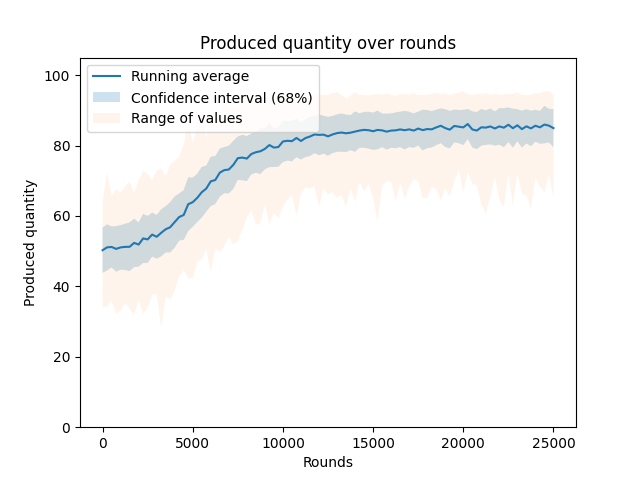 Produced quantity over rounds
Running average
Confidence interval (68%)
Range of values
Produced quantity
100
80
60
40
20
0
0 5000 10000 15000 20000 25000
Rounds